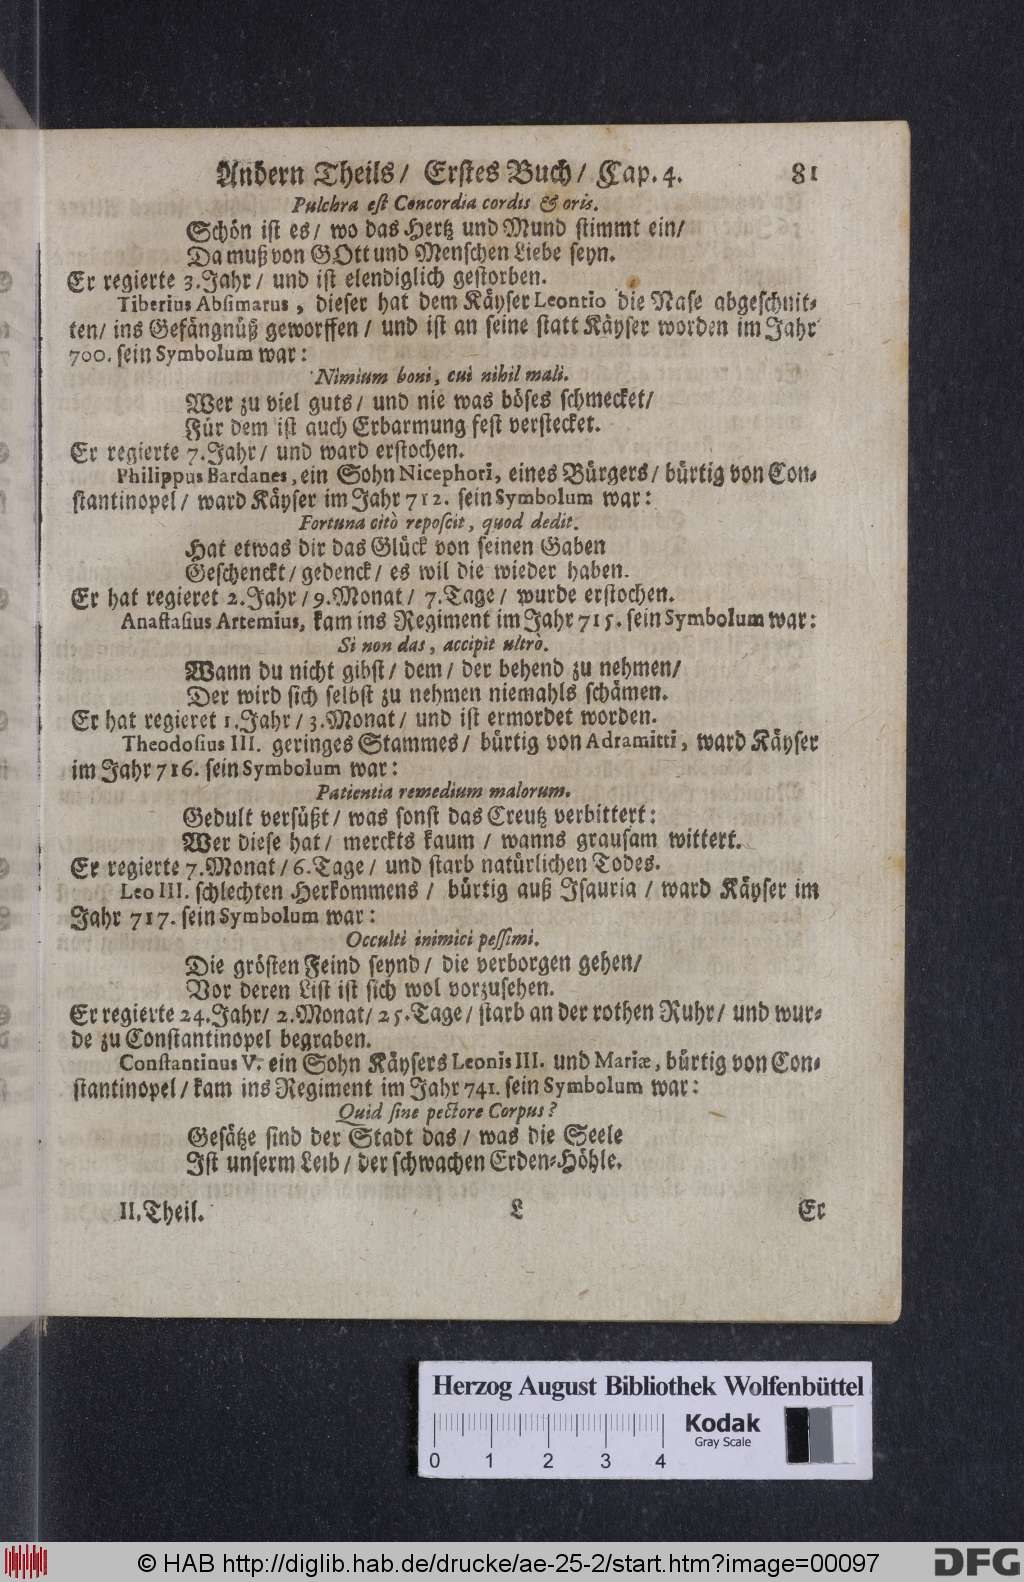 Andern Theils/ Erstes Buch/ Cap. 4. 81
Pulchra est Concordia cordis & oris.
Schön ist es/ wo das Hertz und Mund stimmt ein/
Da muß von GOtt und Menschen Liebe seyn.
Er regierte 3. Jahr/ und ist elendiglich gestorben.
Tiberius Absimarus, dieser hat dem Käyser Leontio die Nase abgeschnit-
ten/ ins Gefängnüß geworffen/ und ist an seine statt Käyser worden im Jahr
700. sein Symbolum war:
Nimium boni, cui nihil mali.
Wer zu viel guts/ und nie was böses schmecket/
Für dem ist auch Erbarmung fest verstecket.
Er regierte 7. Jahr/ und ward erstochen.
Philippus Bardanes, ein Sohn Nicephori, eines Bürgers/ bürtig von Con-
stantinopel/ ward Käyser im Jahr 712. sein Symbolum war:
Fortuna citò reposcit, quod dedit.
Hat etwas dir das Glück von seinen Gaben
Geschenckt/ gedenck/ es wil die wieder haben.
Er hat regieret 2. Jahr/ 9. Monat/ 7. Tage/ wurde erstochen.
Anastasius Artemius, kam ins Regiment im Jahr 715. sein Symbolum war:
Si non das, accipit ultrò.
Wann du nicht gibst/ dem/ der behend zu nehmen/
Der wird sich selbst zu nehmen niemahls schämen.
Er hat regieret 1. Jahr/ 3. Monat/ und ist ermordet worden.
Theodosius III. geringes Stammes/ bürtig von Adramitti, ward Käyser
im Jahr 716. sein Symbolum war:
Patientia remedium malorum.
Gedult versüßt/ was sonst das Creutz verbittert:
Wer diese hat/ merckts kaum/ wanns grausam wittert.
Er regierte 7. Monat/ 6. Tage/ und starb natürlichen Todes.
Leo III. schlechten Herkommens/ bürtig auß Isauria/ ward Käyser im
Jahr 717. sein Symbolum war:
Occulti inimici pessimi.
Die grösten Feind seynd/ die verborgen gehen/
Vor deren List ist sich wol vorzusehen.
Er regierte 24. Jahr/ 2. Monat/ 25. Tage/ starb an der rothen Ruhr/ und wur-
de zu Constantinopel begraben.
Constantinus V. ein Sohn Käysers Leonis III. und Mariæ, bürtig von Con-
stantinopel/ kam ins Regiment im Jahr 741. sein Symbolum war:
Quid sine pectore Corpus?
Gesätze sind der Stadt das/ was die Seele
Ist unserm Leib/ der schwachen Erden-Höhle.
II. Theil. L Er
Herzog August Bibliothek Wolfenbüttel
Kodak
Gray Scale
0 1 2 3 4
© HAB http://diglib.hab.de/drucke/ae-25-2/start.htm?image=00097
DFG